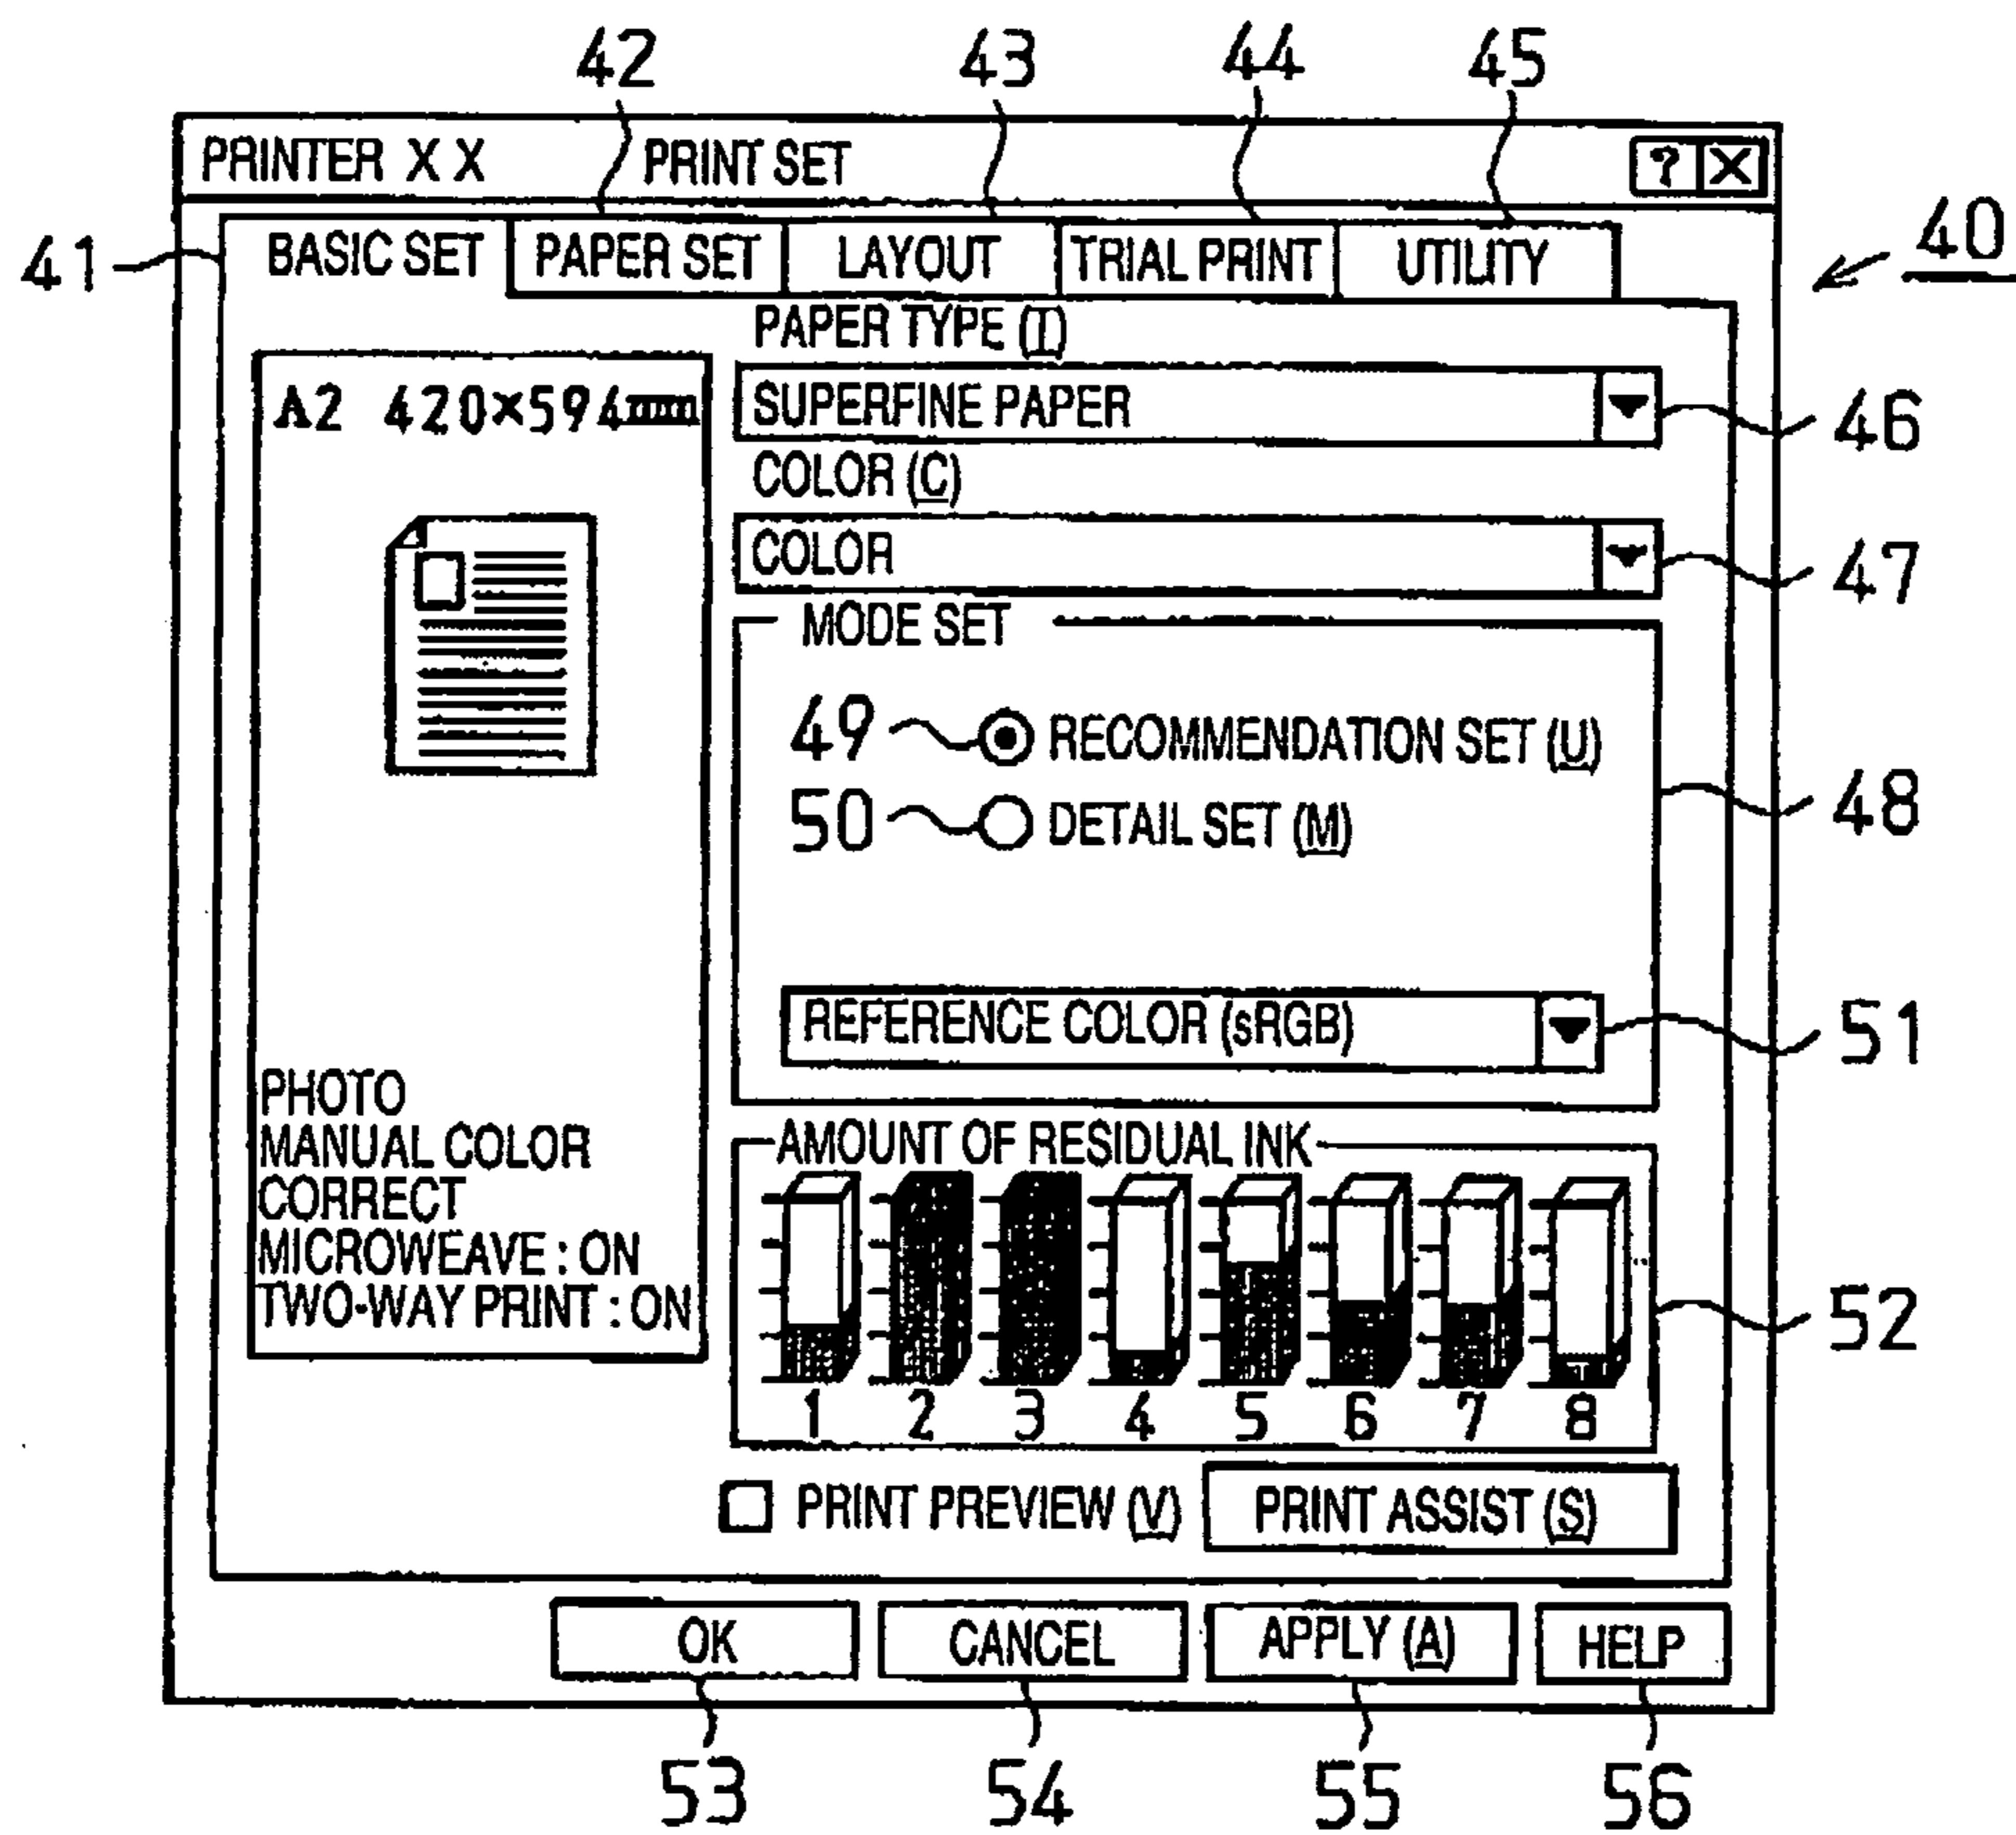 42 43 44 45
PRINTER X X PRINT SET ? X
41 BASIC SET PAPER SET LAYOUT TRIAL PRINT UTILITY 40
PAPER TYPE (T)
A2 420×594mm
SUPERFINE PAPER 46
COLOR (C)
COLOR 47
MODE SET
49 RECOMMENDATION SET (U)
48
50 DETAIL SET (M)
REFERENCE COLOR (sRGB) 51
PHOTO
MANUAL COLOR
CORRECT
MICROWEAVE : ON
TWO-WAY PRINT : ON
AMOUNT OF RESIDUAL INK
52
1 2 3 4 5 6 7 8
PRINT PREVIEW (V) PRINT ASSIST (S)
OK CANCEL APPLY (A) HELP
53 54 55 56